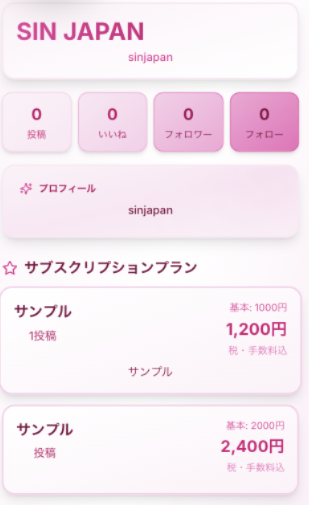 SIN JAPAN
sinjapan
0 0 0 0
投稿 いいね フォロワー フォロー
プロフィール
sinjapan
サブスクリプションプラン
サンプル 基本: 1000円
1投稿 1,200円
税・手数料込
サンプル
サンプル 基本: 2000円
投稿 2,400円
税・手数料込